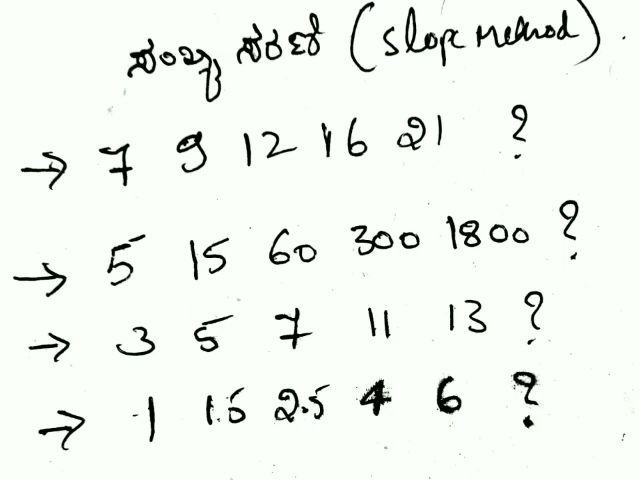 ಸಂಖ್ಯಾ ಸರಣಿ (slope method).
→ 7 9 12 16 21 ?
→ 5 15 60 300 1800 ?
→ 3 5 7 11 13 ?
→ 1 1.5 2.5 4 6 ?